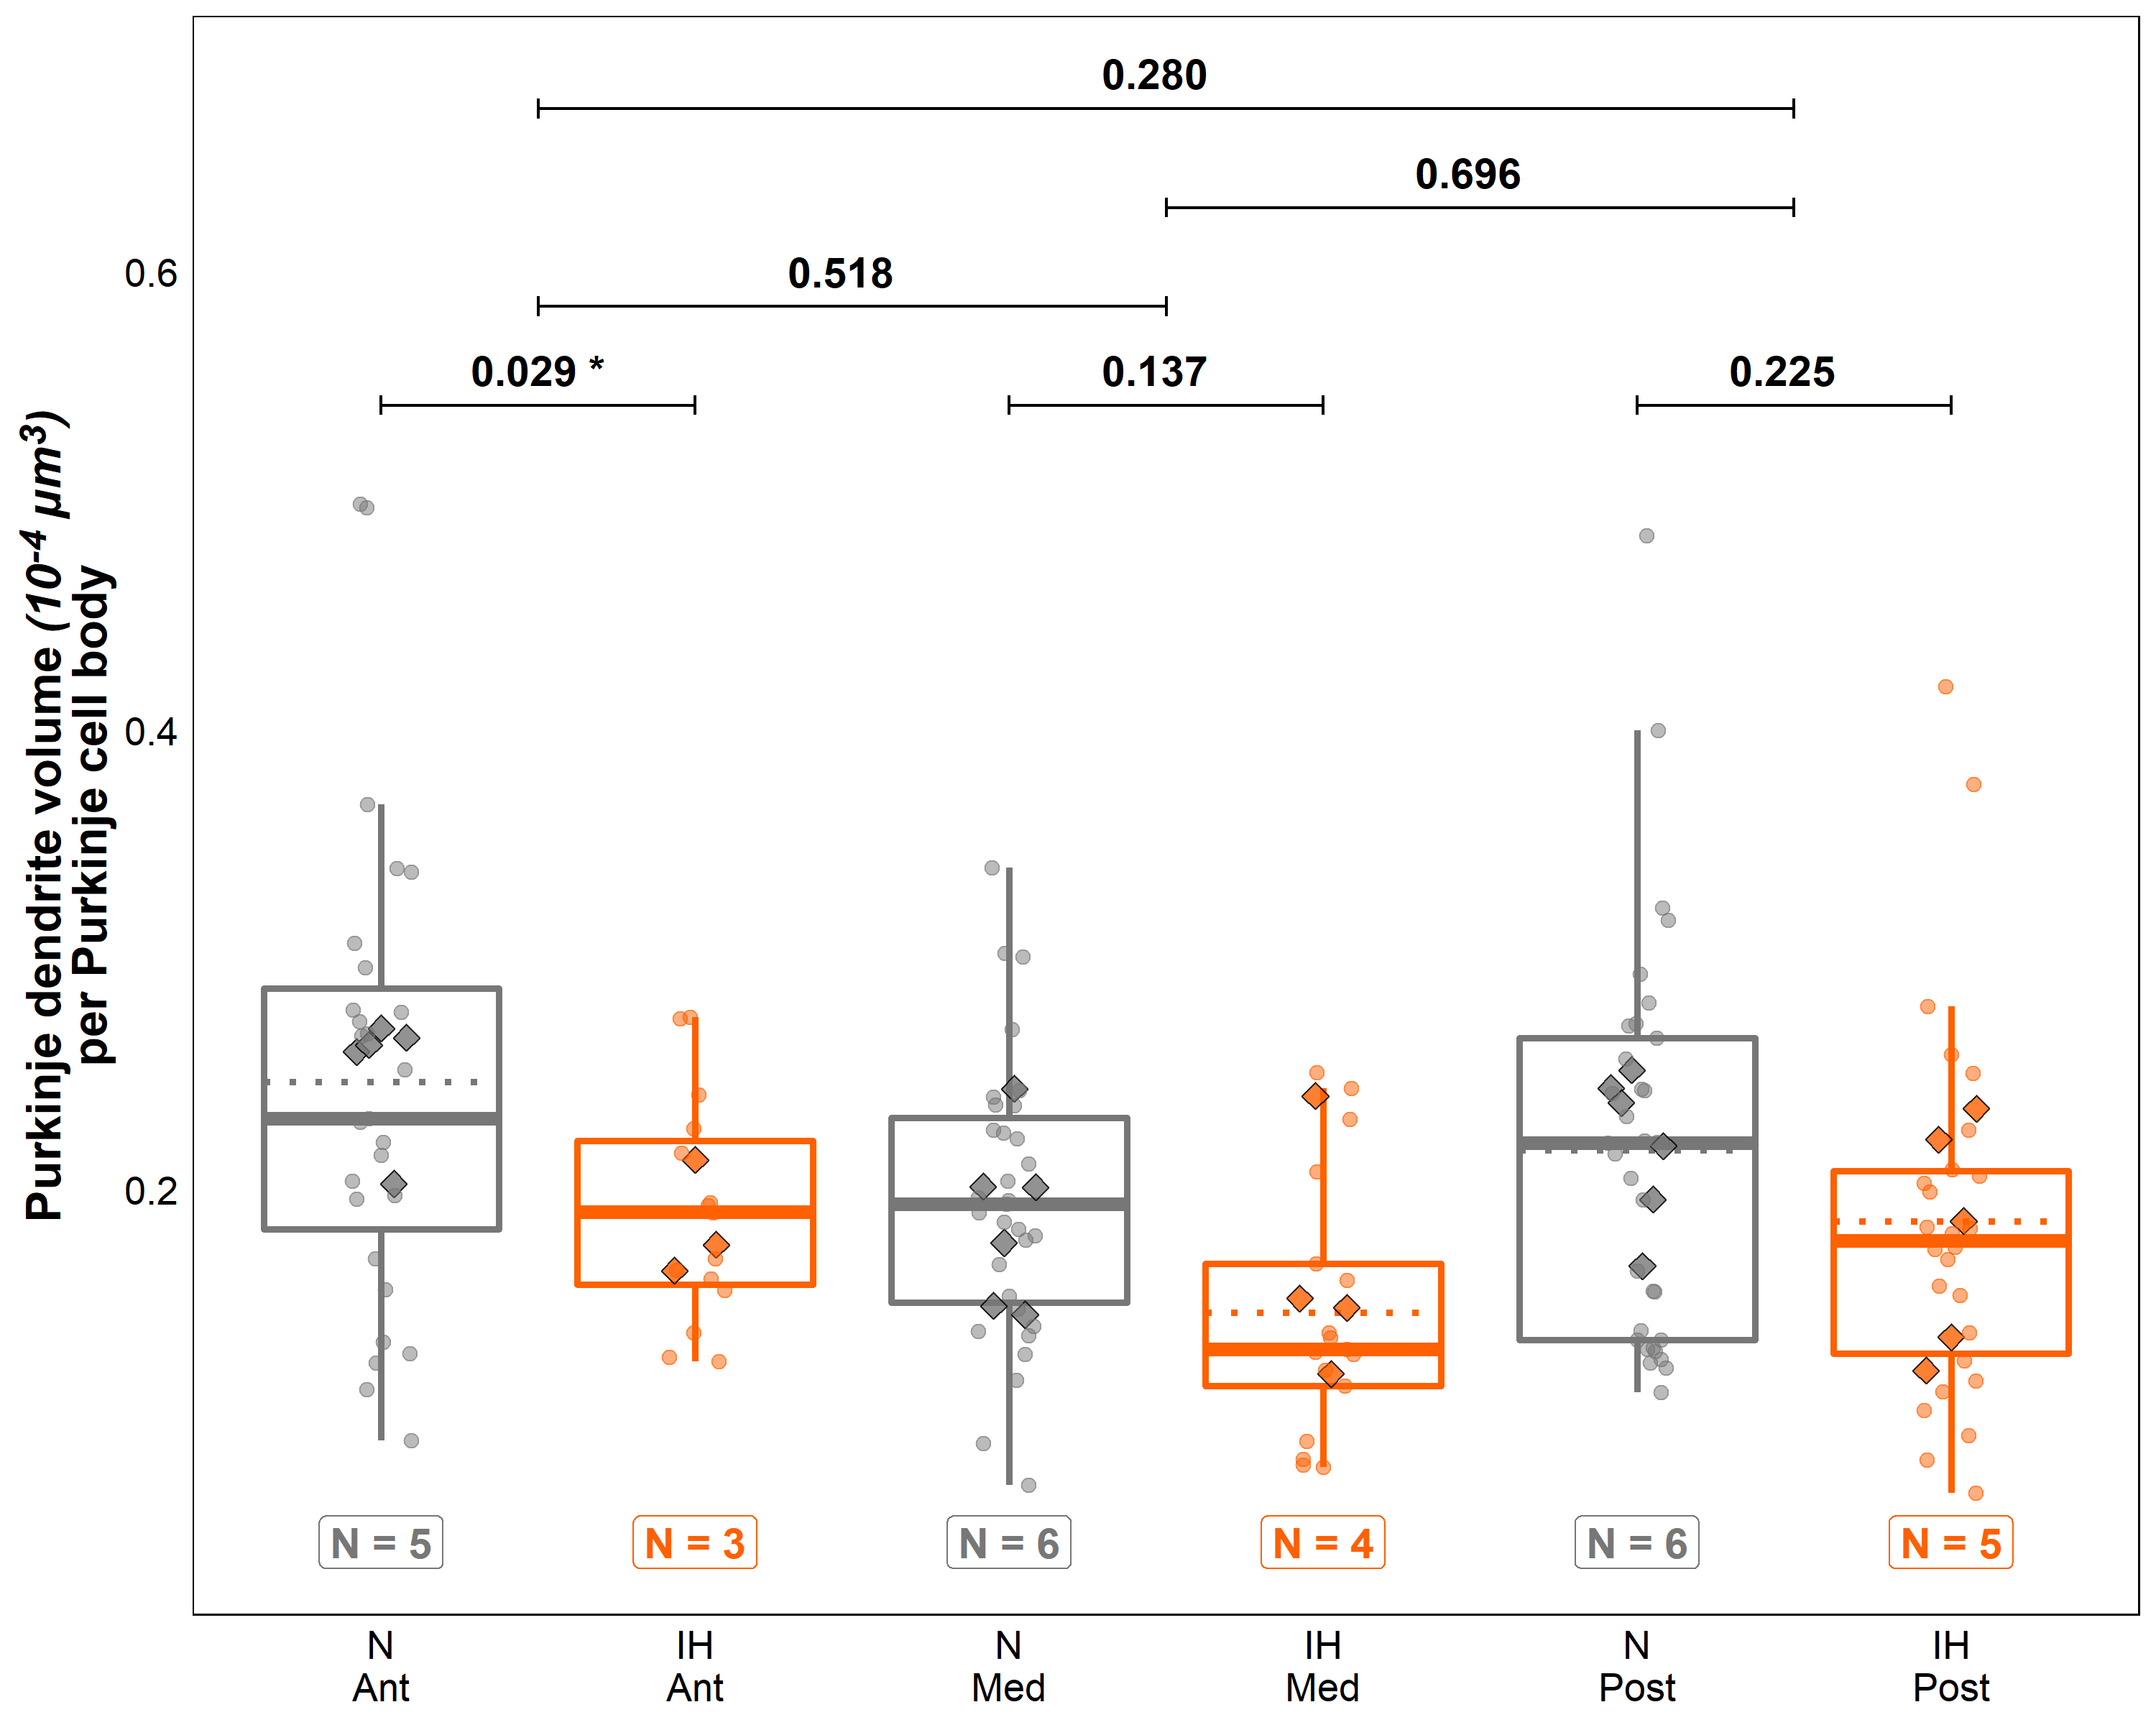 0.280
0.696
0.518
0.029 *
0.137
0.225
Purkinje dendrite volume (10⁻⁴ µm³)
per Purkinje cell body
0.6
0.4
0.2
N = 5
N = 3
N = 6
N = 4
N = 6
N = 5
N
Ant
IH
Ant
N
Med
IH
Med
N
Post
IH
Post